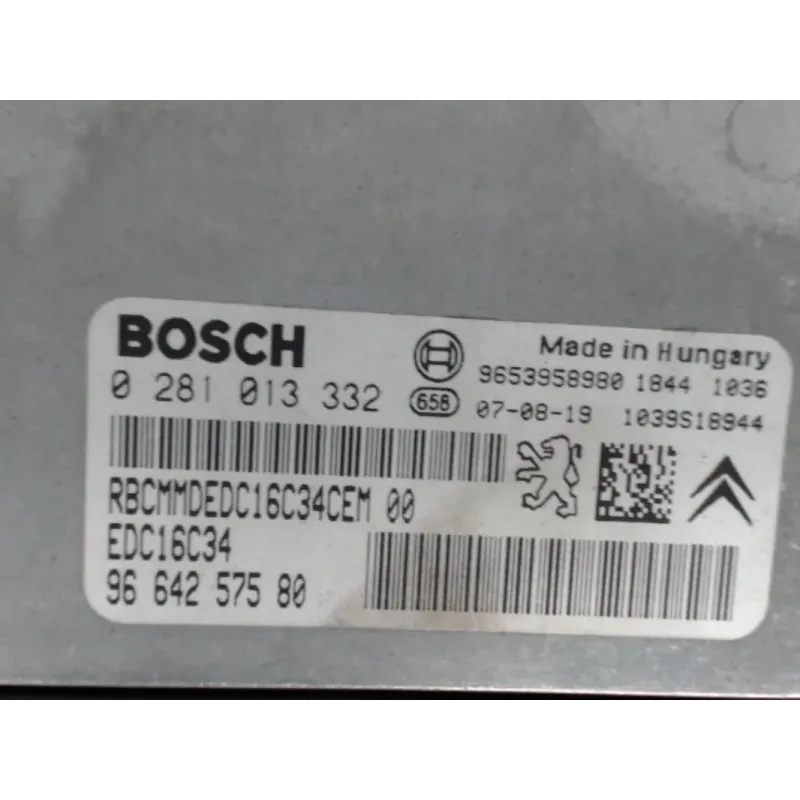 BOSCH
Made in Hungary
0 281 013 332
9653958980 1844 1036
658
07-08-19 1039S18944
RBCMMDEDC16C34CEM 00
EDC16C34
96 642 575 80